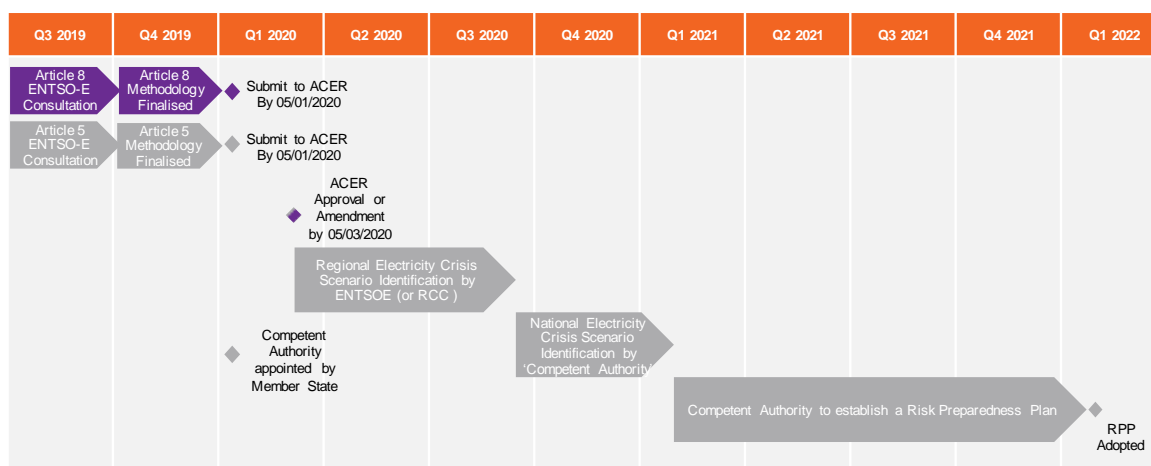 Q3 2019
Q4 2019
Q1 2020
Q2 2020
Q3 2020
Q4 2020
Q1 2021
Q2 2021
Q3 2021
Q4 2021
Q1 2022
Article 8
ENTSO-E
Consultation
Article 8
Methodology
Finalised
Submit to ACER
By 05/01/2020
Article 5
ENTSO-E
Consultation
Article 5
Methodology
Finalised
Submit to ACER
By 05/01/2020
ACER
Approval or
Amendment
by 05/03/2020
Regional Electricity Crisis
Scenario Identification by
ENTSOE (or RCC )
National Electricity
Crisis Scenario
Identification by
‘Competent Authority’
Competent
Authority
appointed by
Member State
Competent Authority to establish a Risk Preparedness Plan
RPP
Adopted